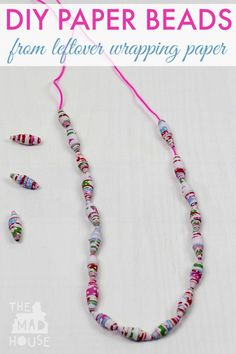 DIY PAPER BEADS
from leftover wrapping paper
THE
MAD
HOUSE